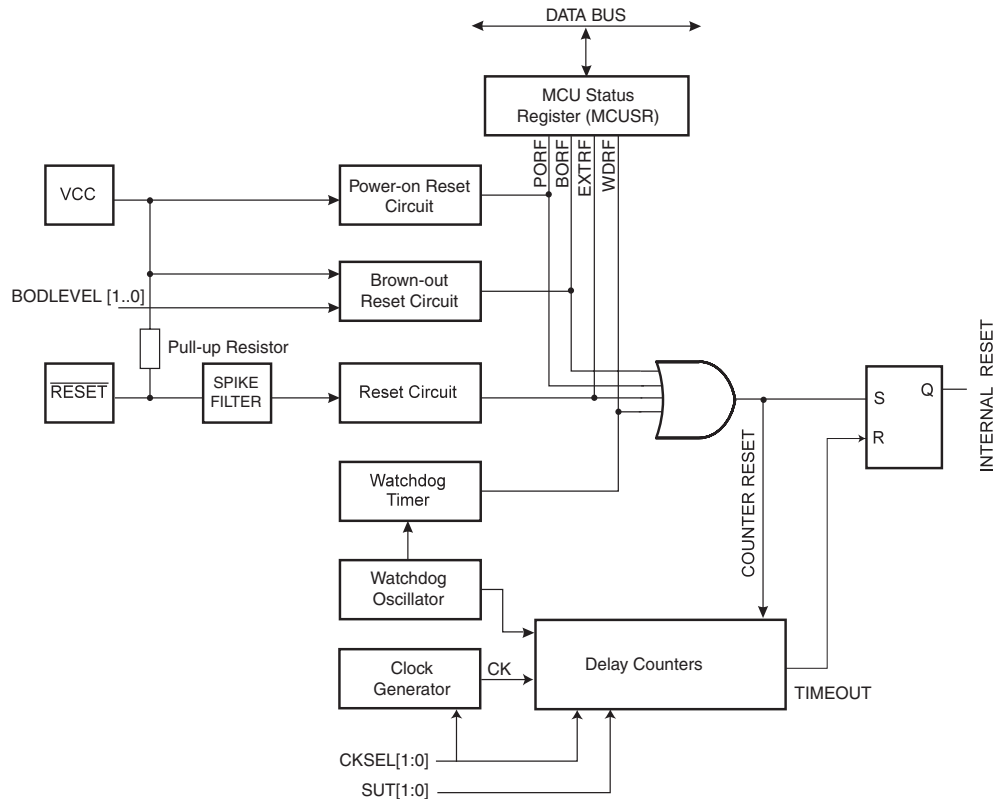 DATA BUS
MCU Status
Register (MCUSR)
PORF
BORF
EXTRF
WDRF
VCC
Power-on Reset
Circuit
Brown-out
Reset Circuit
BODLEVEL [1..0]
Pull-up Resistor
RESET
SPIKE
FILTER
Reset Circuit
S
Q
R
INTERNAL RESET
Watchdog
Timer
COUNTER RESET
Watchdog
Oscillator
Delay Counters
Clock
Generator
CK
TIMEOUT
CKSEL[1:0]
SUT[1:0]